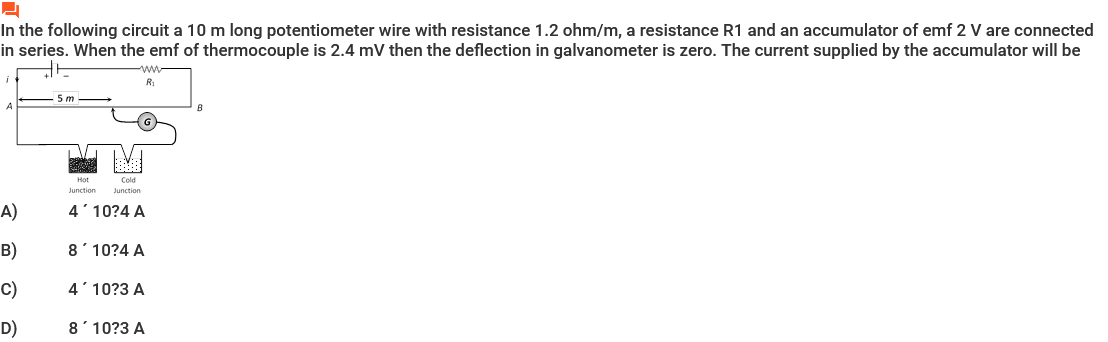 In the following circuit a 10 m long potentiometer wire with resistance 1.2 ohm/m, a resistance R1 and an accumulator of emf 2 V are connected
in series. When the emf of thermocouple is 2.4 mV then the deflection in galvanometer is zero. The current supplied by the accumulator will be
+ –
i
R1
5 m
A
B
G
Hot Cold
Junction Junction
A) 4 ´ 10?4 A
B) 8 ´ 10?4 A
C) 4 ´ 10?3 A
D) 8 ´ 10?3 A